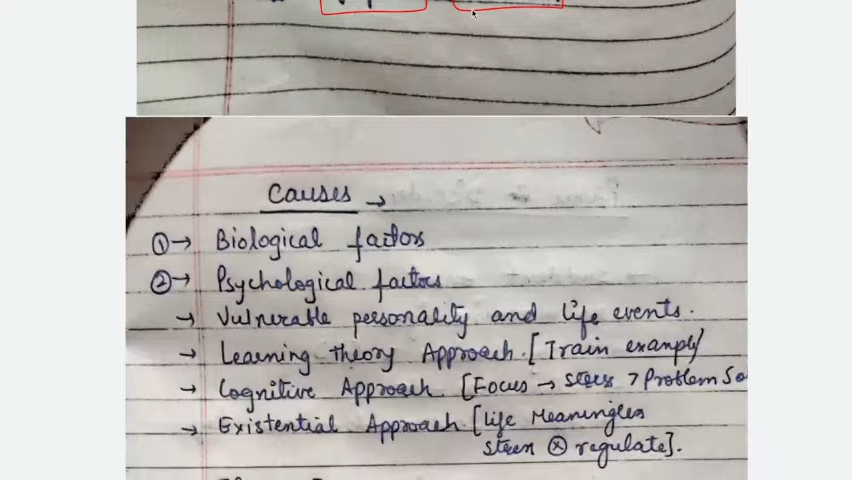 Causes →
① → Biological factors
② → Psychological factors
→ Vulnerable personality and life events.
→ Learning theory Approach. [Train example]
→ Cognitive Approach. [Focus → stress > Problem So
→ Existential Approach [Life Meaningless
stress ⓧ regulate].